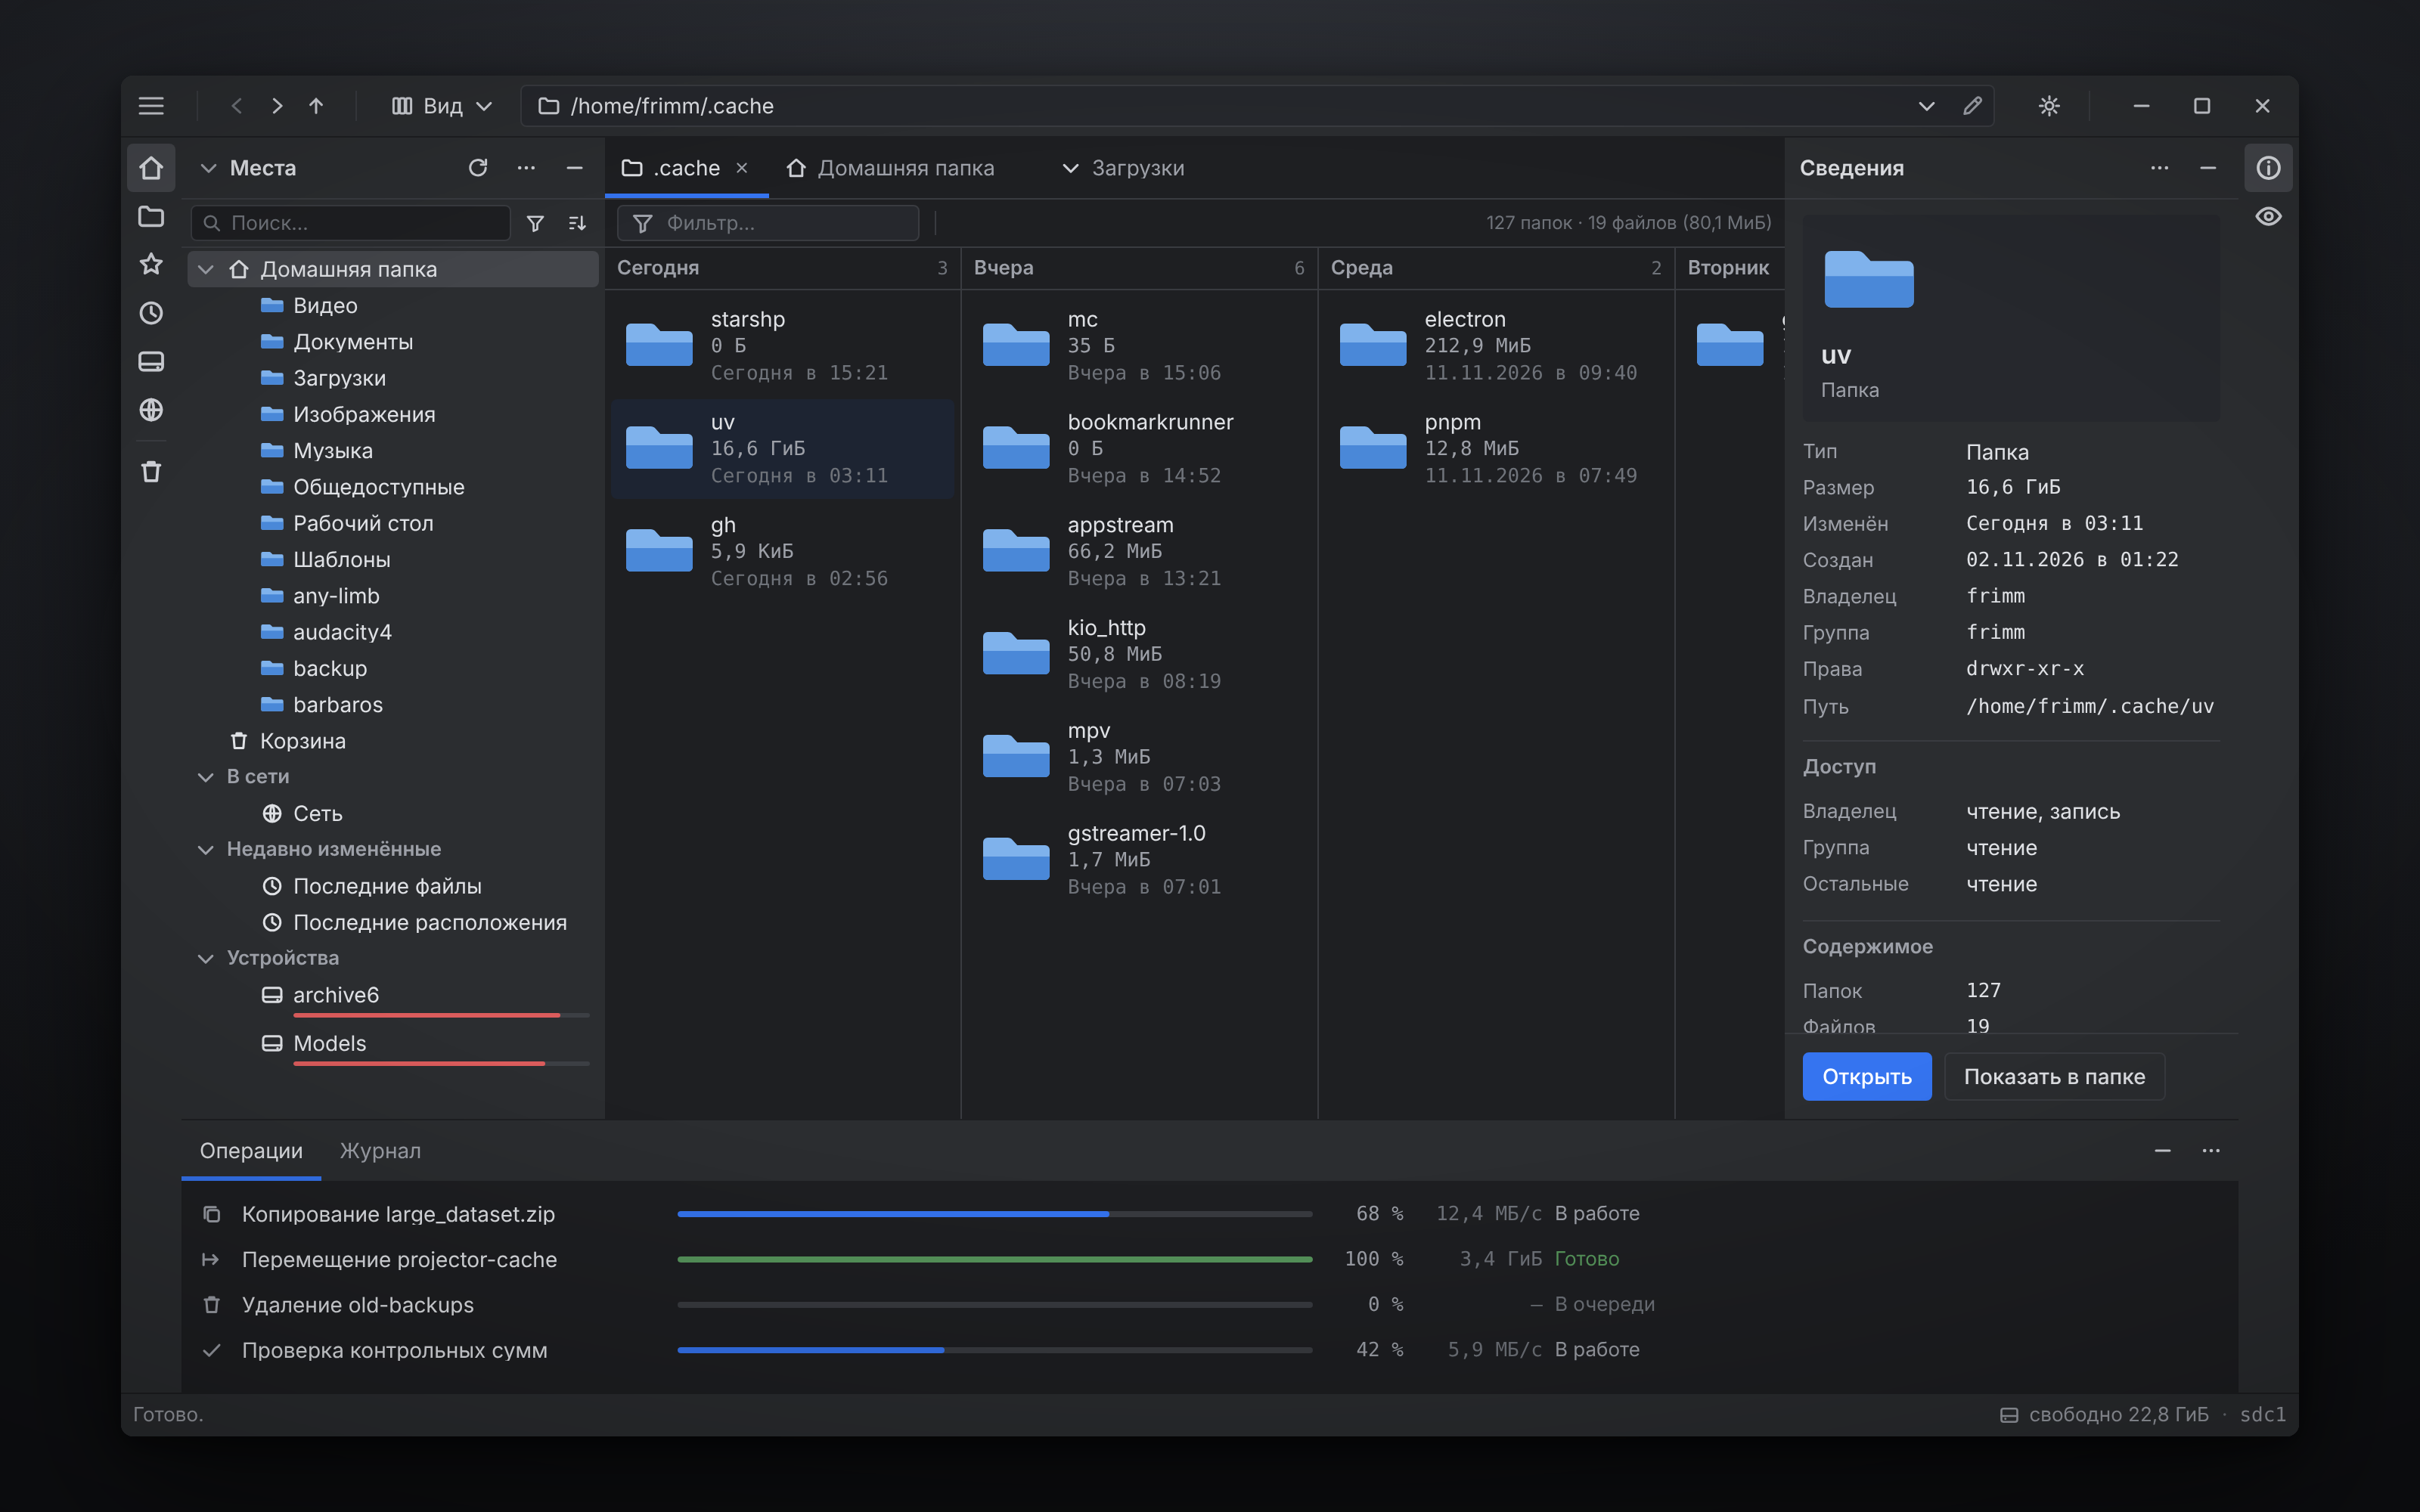 Вид
/home/frimm/.cache
Места
Поиск...
Домашняя папка
Видео
Документы
Загрузки
Изображения
Музыка
Общедоступные
Рабочий стол
Шаблоны
any-limb
audacity4
backup
barbaros
Корзина
В сети
Сеть
Недавно изменённые
Последние файлы
Последние расположения
Устройства
archive6
Models
.cache
Домашняя папка
Загрузки
Фильтр...
127 папок · 19 файлов (80,1 МиБ)
Сегодня 3
starshp
0 Б
Сегодня в 15:21
uv
16,6 ГиБ
Сегодня в 03:11
gh
5,9 КиБ
Сегодня в 02:56
Вчера 6
mc
35 Б
Вчера в 15:06
bookmarkrunner
0 Б
Вчера в 14:52
appstream
66,2 МиБ
Вчера в 13:21
kio_http
50,8 МиБ
Вчера в 08:19
mpv
1,3 МиБ
Вчера в 07:03
gstreamer-1.0
1,7 МиБ
Вчера в 07:01
Среда 2
electron
212,9 МиБ
11.11.2026 в 09:40
pnpm
12,8 МиБ
11.11.2026 в 07:49
Вторник
Сведения
uv
Папка
Тип Папка
Размер 16,6 ГиБ
Изменён Сегодня в 03:11
Создан 02.11.2026 в 01:22
Владелец frimm
Группа frimm
Права drwxr-xr-x
Путь /home/frimm/.cache/uv
Доступ
Владелец чтение, запись
Группа чтение
Остальные чтение
Содержимое
Папок 127
Файлов 19
Открыть
Показать в папке
Операции
Журнал
Копирование large_dataset.zip 68 % 12,4 МБ/с В работе
Перемещение projector-cache 100 % 3,4 ГиБ Готово
Удаление old-backups 0 % — В очереди
Проверка контрольных сумм 42 % 5,9 МБ/с В работе
Готово.
свободно 22,8 ГиБ · sdc1